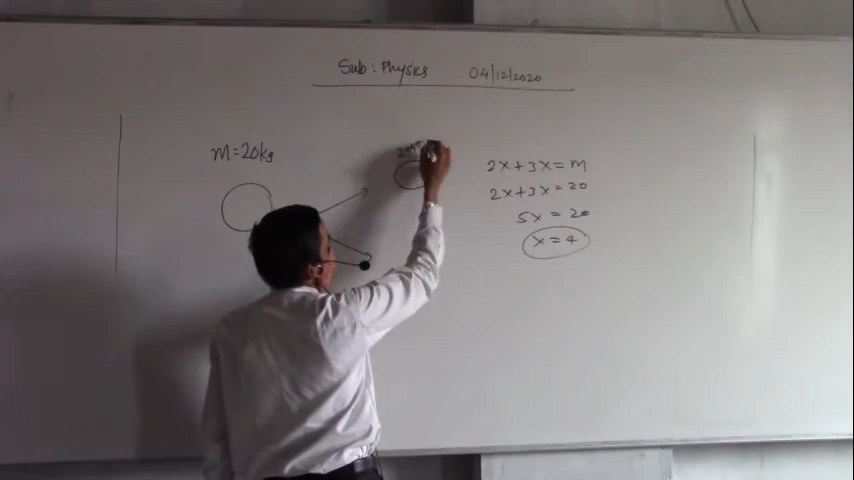 Sub: Physics 04/12/2020
m=20kg
2x+3x=m
2x+3x=20
5x=20
x=4